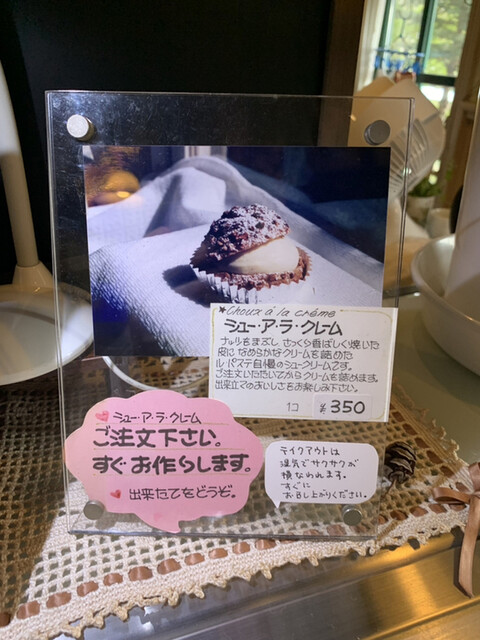 ★Choux à la crème
シュー・ア・ラ・クレーム
ナッツをまぶし、さっくり香ばしく焼いた
皮に なめらかなクリームを詰めた
ル・パステ自慢のシュークリームです。
ご注文いただいてからクリームを詰めます。
出来立てのおいしさをお楽しみ下さい。
1コ ¥350
シュー・ア・ラ・クレーム
ご注文下さい。
すぐ・お作りします。
出来たてをどうぞ。
テイクアウトは
湿気でサクサクが
損なわれます。
すぐに
お召し上がりください。